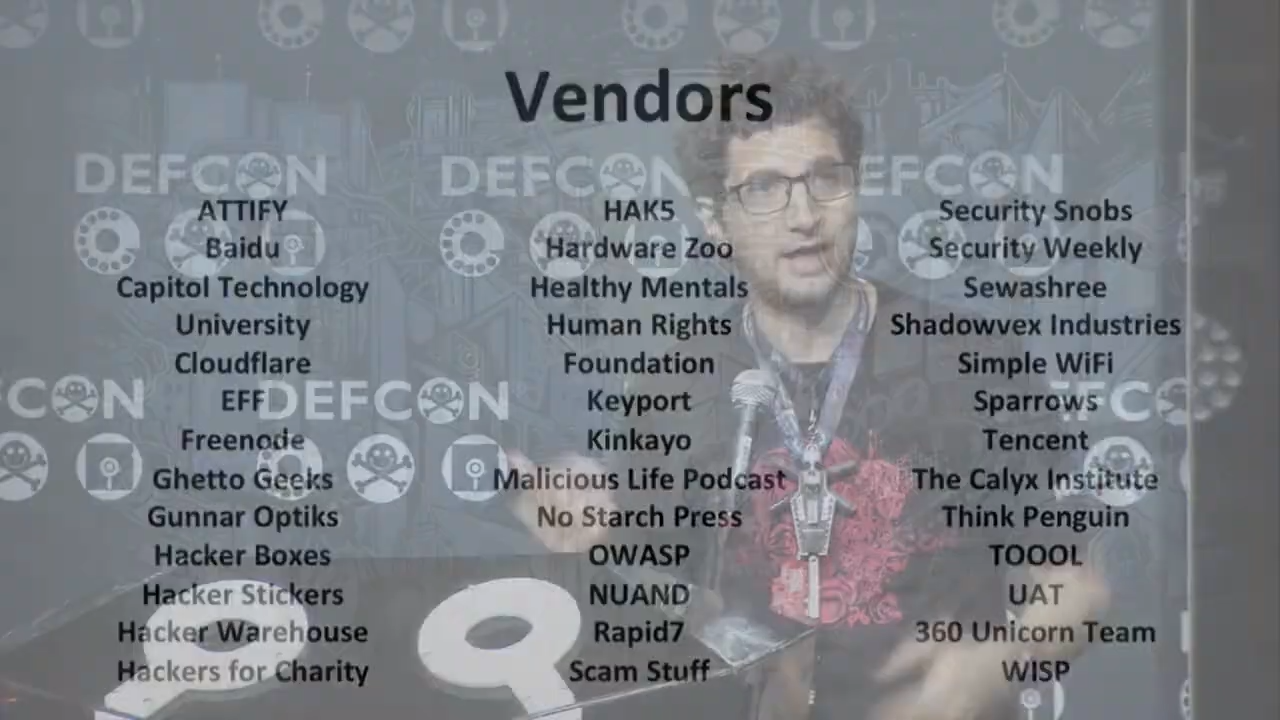 Vendors
DEFCON DEFCON DEFCON
ATTIFY
Baidu
Capitol Technology
University
Cloudflare
EFF
Freenode
Ghetto Geeks
Gunnar Optiks
Hacker Boxes
Hacker Stickers
Hacker Warehouse
Hackers for Charity
HAK5
Hardware Zoo
Healthy Mentals
Human Rights
Foundation
Keyport
Kinkayo
Malicious Life Podcast
No Starch Press
OWASP
NUAND
Rapid7
Scam Stuff
Security Snobs
Security Weekly
Sewashree
Shadowvex Industries
Simple WiFi
Sparrows
Tencent
The Calyx Institute
Think Penguin
TOOOL
UAT
360 Unicorn Team
WISP
FCON DEFCON EFC